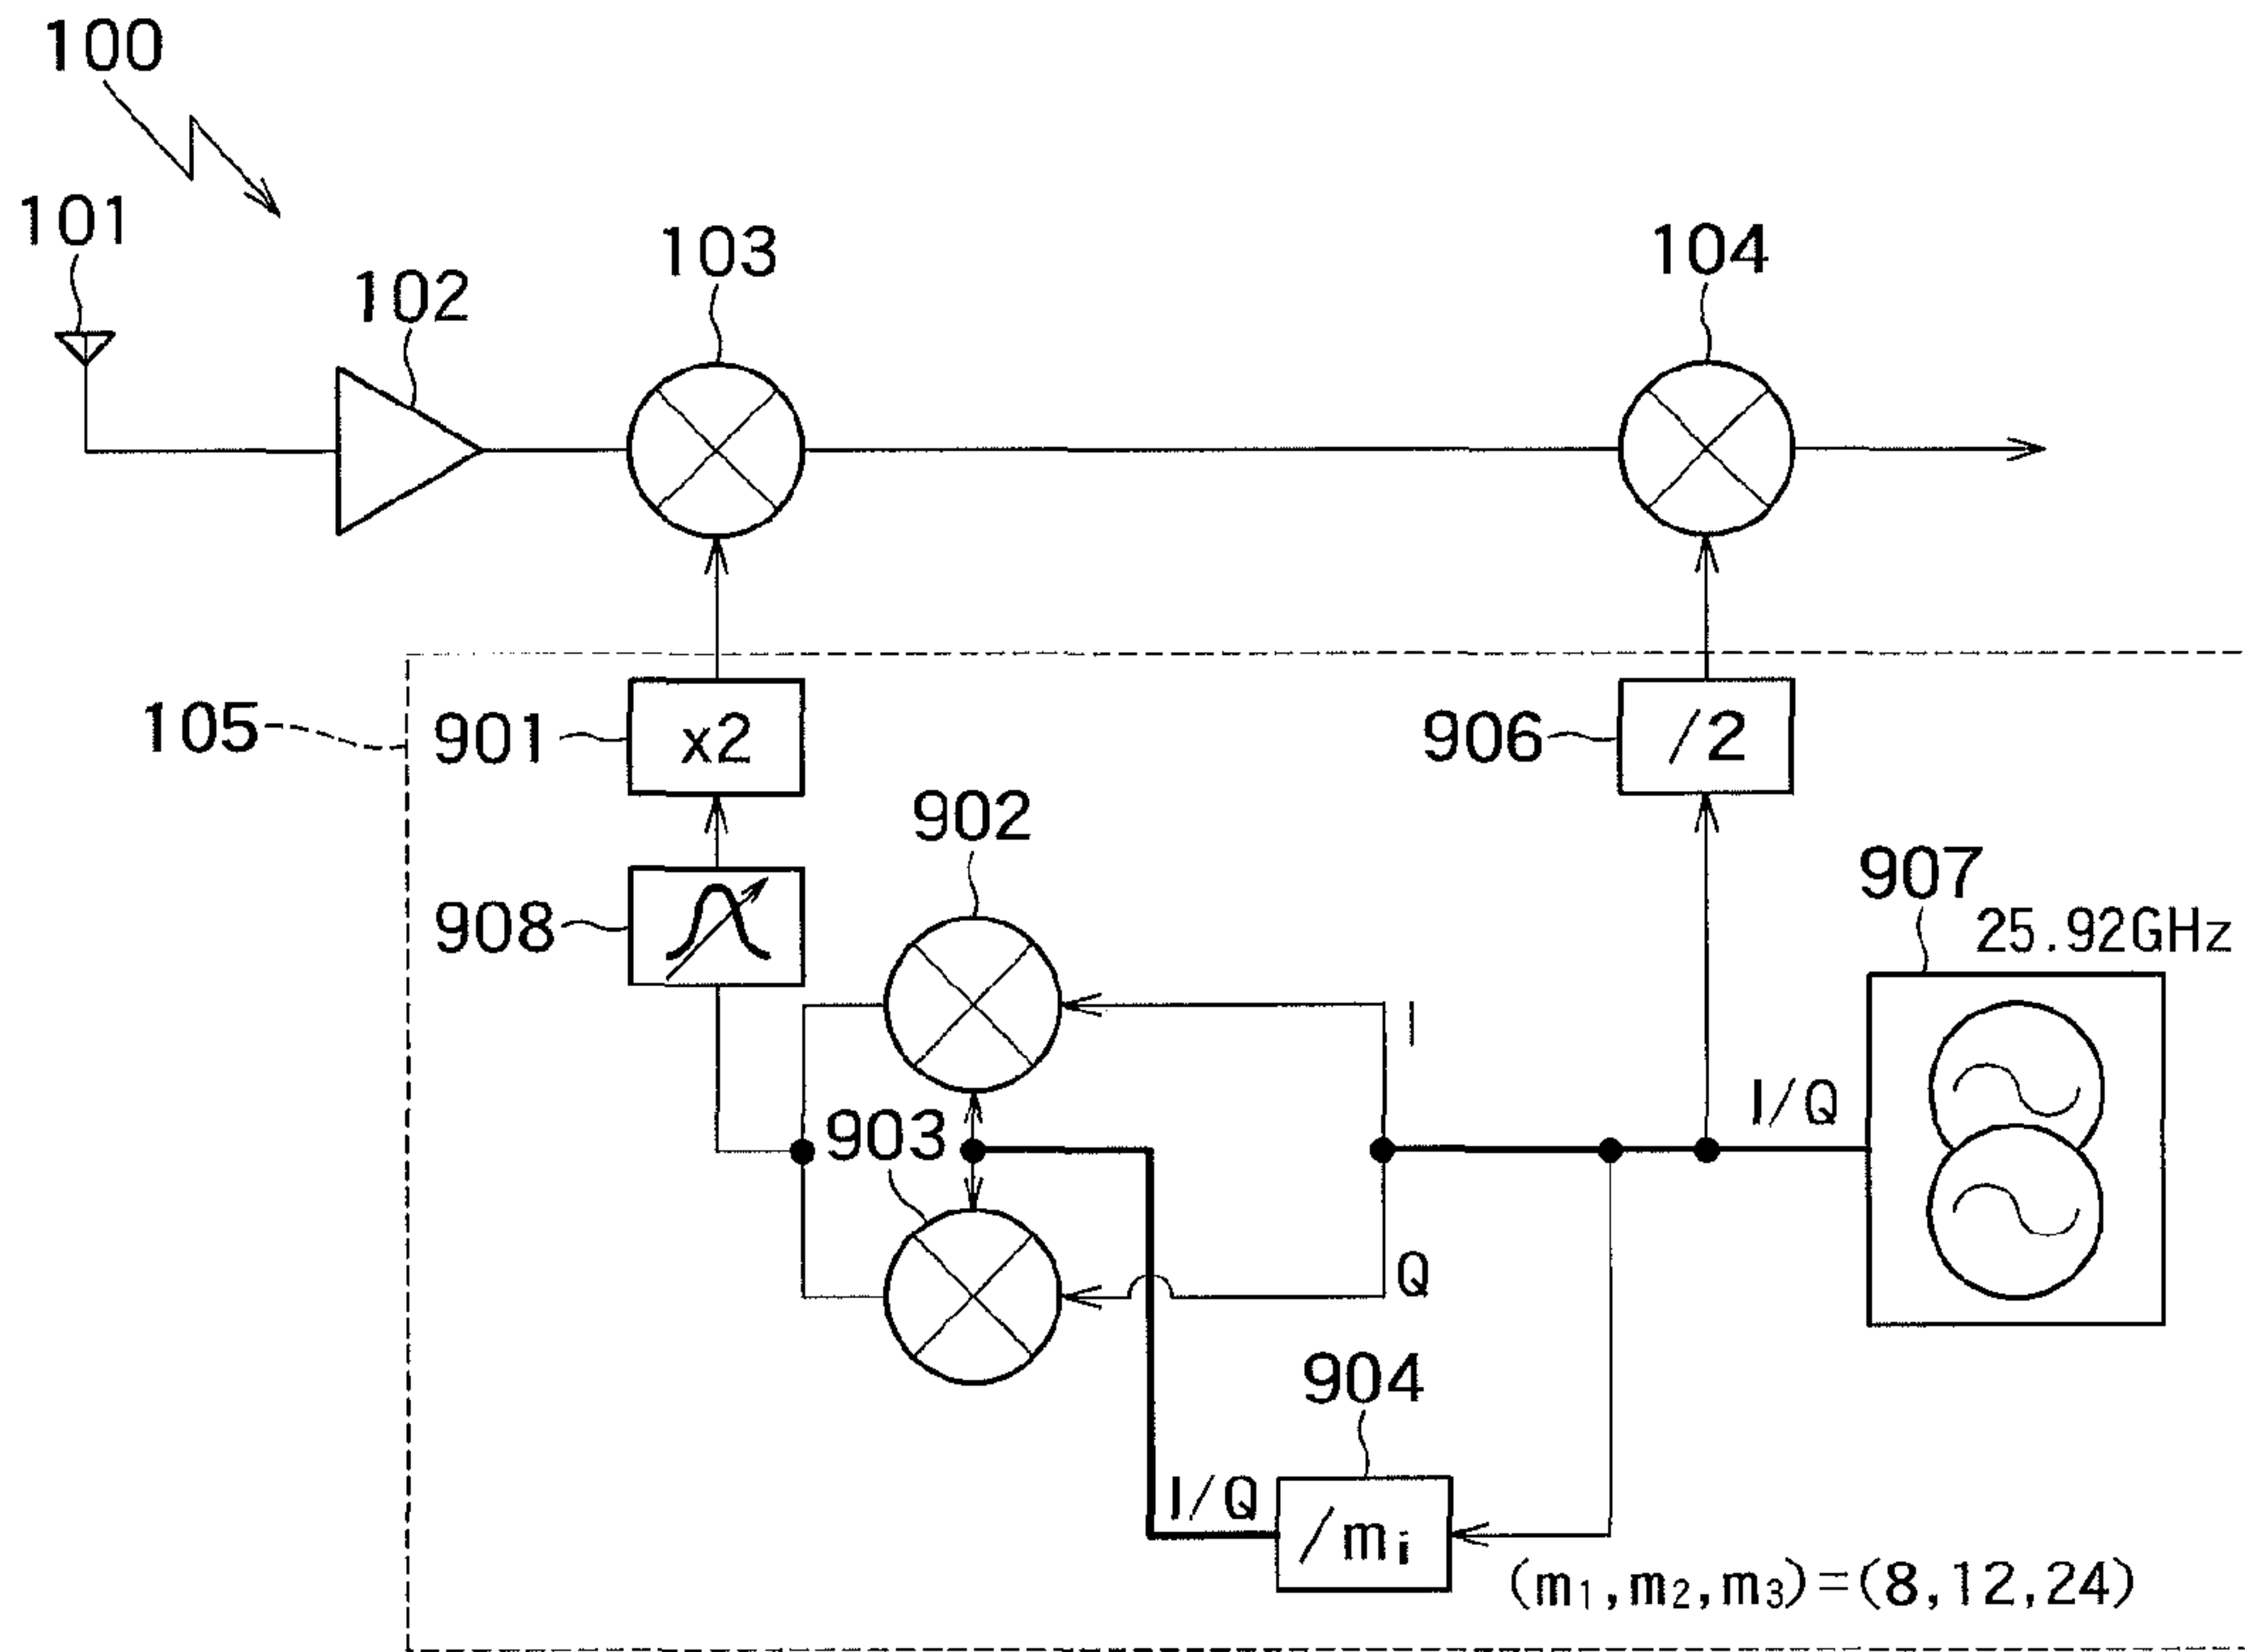 100
101
102
103
104
105
901
x2
906
/2
902
907
25.92GHz
908
I
903
I/Q
Q
904
I/Q
/mi
(m1,m2,m3)=(8,12,24)